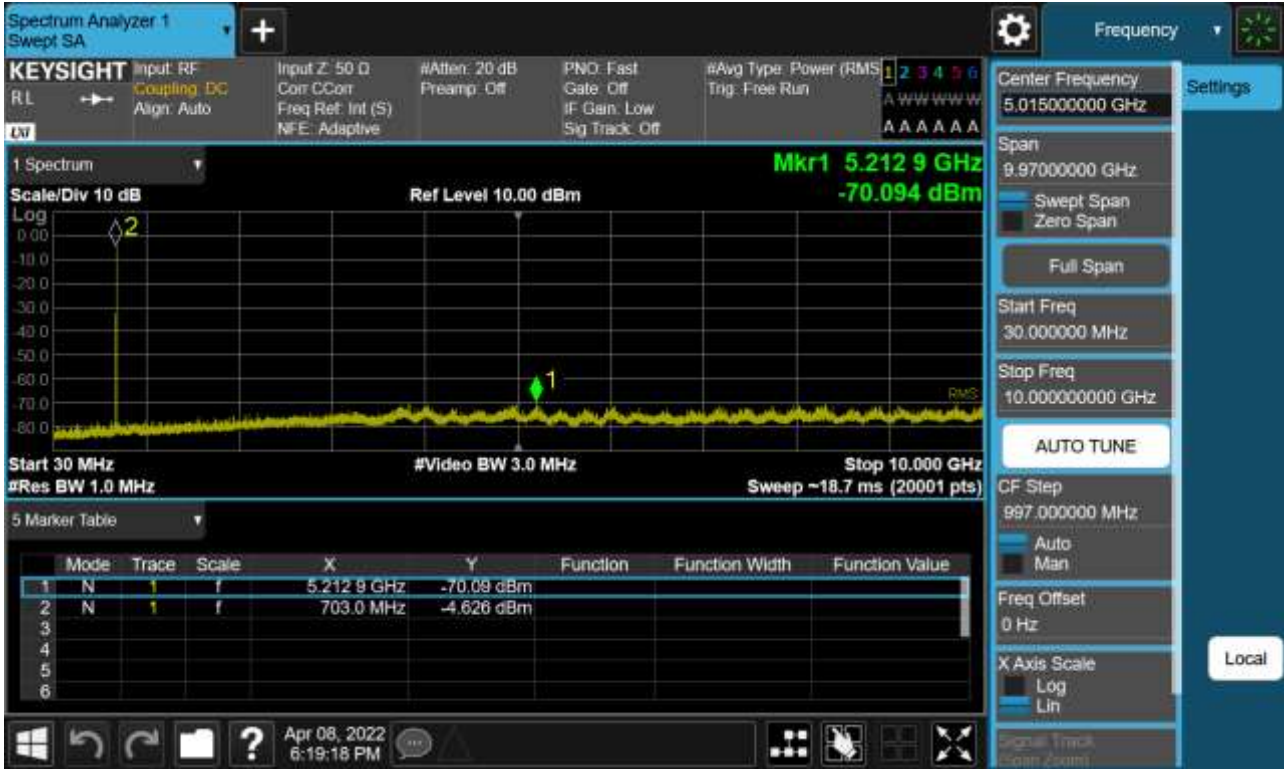 Spectrum Analyzer 1
Swept SA
+
Frequency
KEYSIGHT
RL
LXI
Input: RF
Coupling: DC
Align: Auto
Input Z: 50 Ω
Corr CCorr
Freq Ref: Int (S)
NFE: Adaptive
#Atten: 20 dB
Preamp: Off
PNO: Fast
Gate: Off
IF Gain: Low
Sig Track: Off
#Avg Type: Power (RMS
Trig: Free Run
1 2 3 4 5 6
A W W W W W
A A A A A A
1 Spectrum
Scale/Div 10 dB
Ref Level 10.00 dBm
Mkr1 5.212 9 GHz
-70.094 dBm
Log
0.00
-10.0
-20.0
-30.0
-40.0
-50.0
-60.0
-70.0
-80.0
2
1
RMS
Start 30 MHz
#Video BW 3.0 MHz
Stop 10.000 GHz
#Res BW 1.0 MHz
Sweep ~18.7 ms (20001 pts)
5 Marker Table
Mode Trace Scale X Y Function Function Width Function Value
1 N 1 f 5.212 9 GHz -70.09 dBm
2 N 1 f 703.0 MHz -4.626 dBm
3
4
5
6
?
Apr 08, 2022
6:19:18 PM
Center Frequency
5.015000000 GHz
Span
9.97000000 GHz
Swept Span
Zero Span
Full Span
Start Freq
30.000000 MHz
Stop Freq
10.000000000 GHz
AUTO TUNE
CF Step
997.000000 MHz
Auto
Man
Freq Offset
0 Hz
X Axis Scale
Log
Lin
Signal Track
(Span Zoom)
Settings
Local